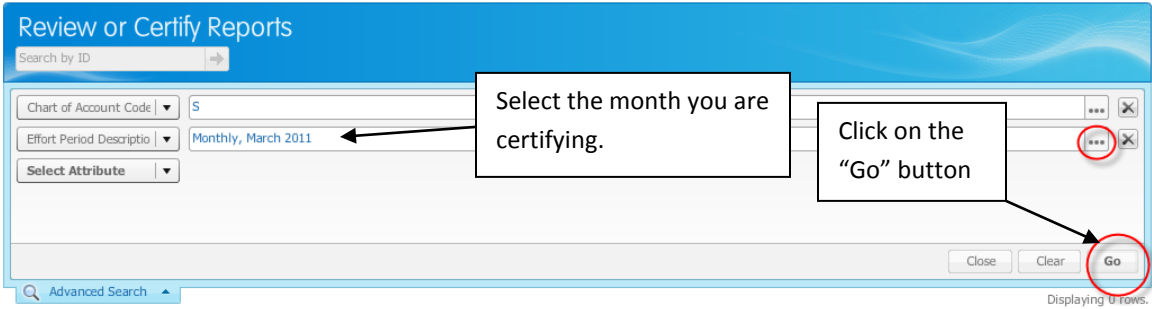 Review or Certify Reports
Search by ID
Chart of Account Code
S
Select the month you are
certifying.
Effort Period Descriptio
Monthly, March 2011
Click on the
“Go” button
Select Attribute
Close
Clear
Go
Advanced Search
Displaying 0 rows.